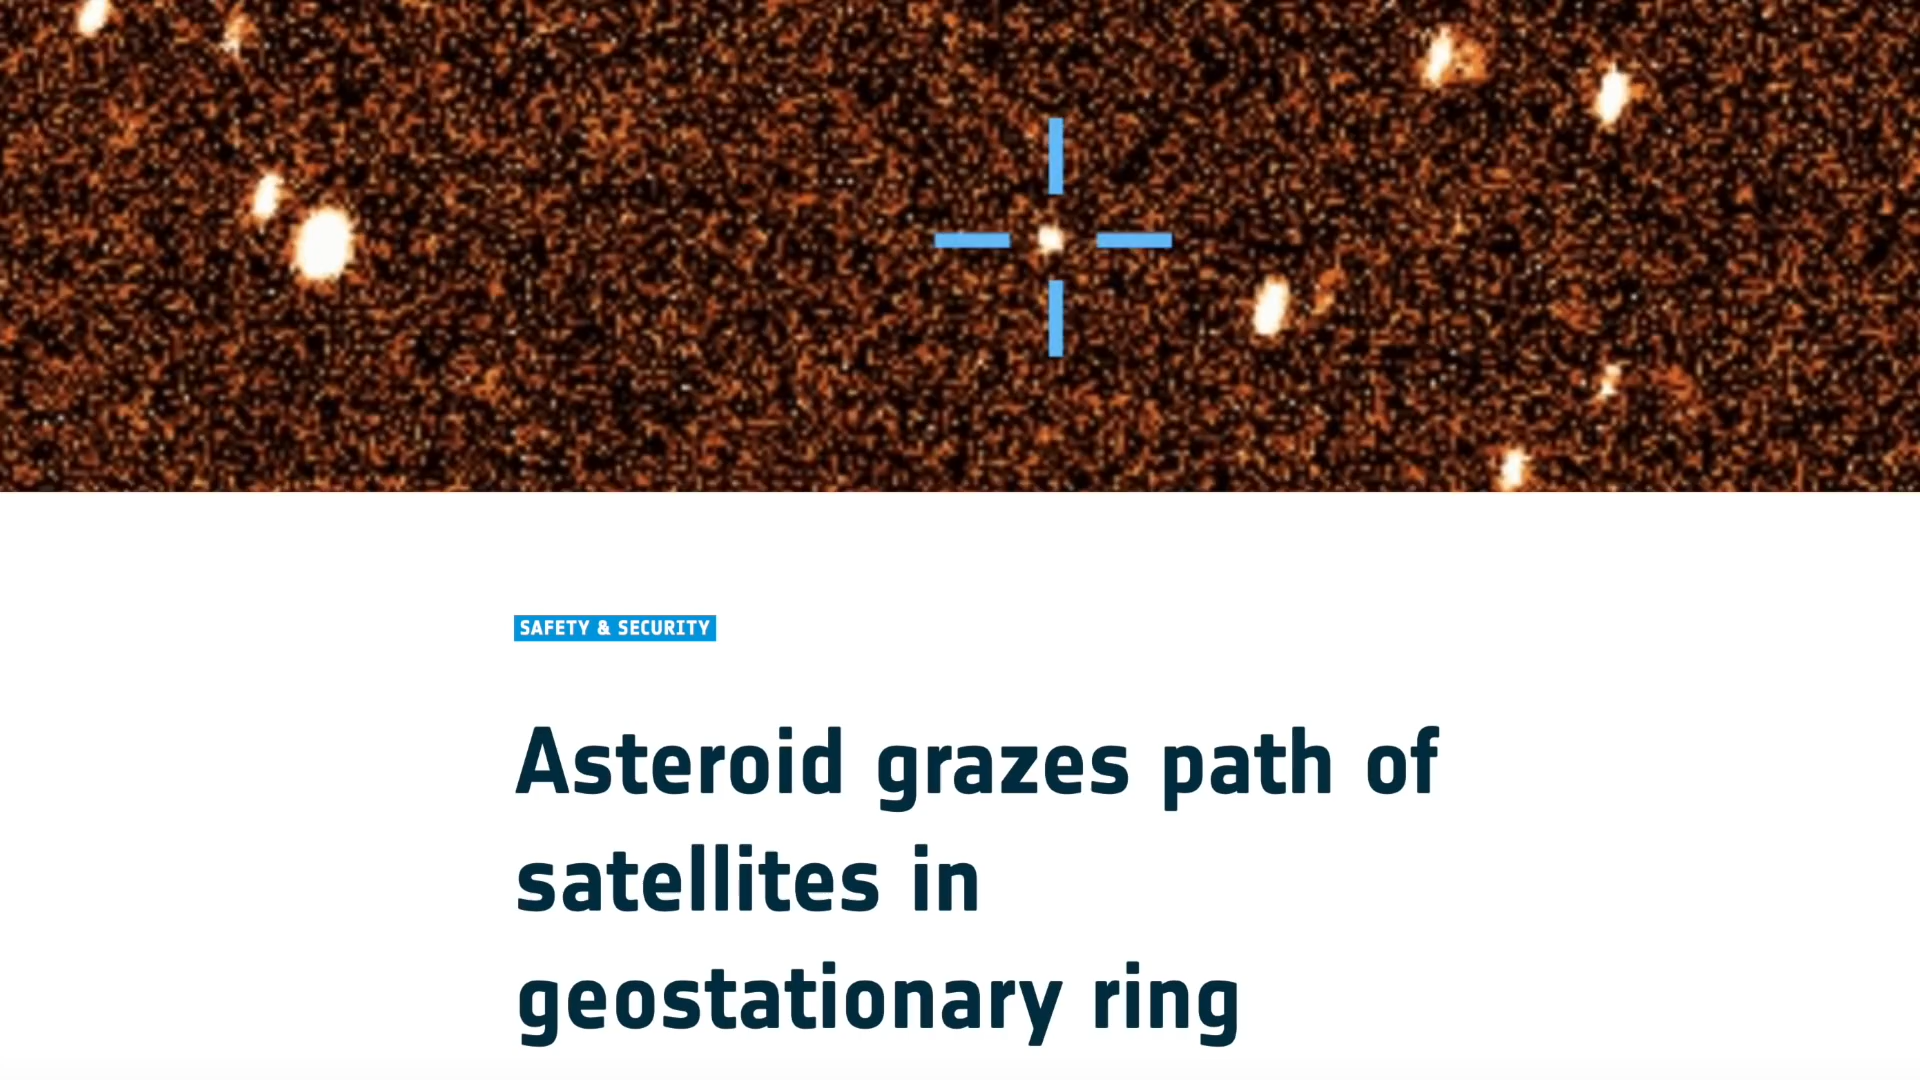 SAFETY & SECURITY
Asteroid grazes path of
satellites in
geostationary ring